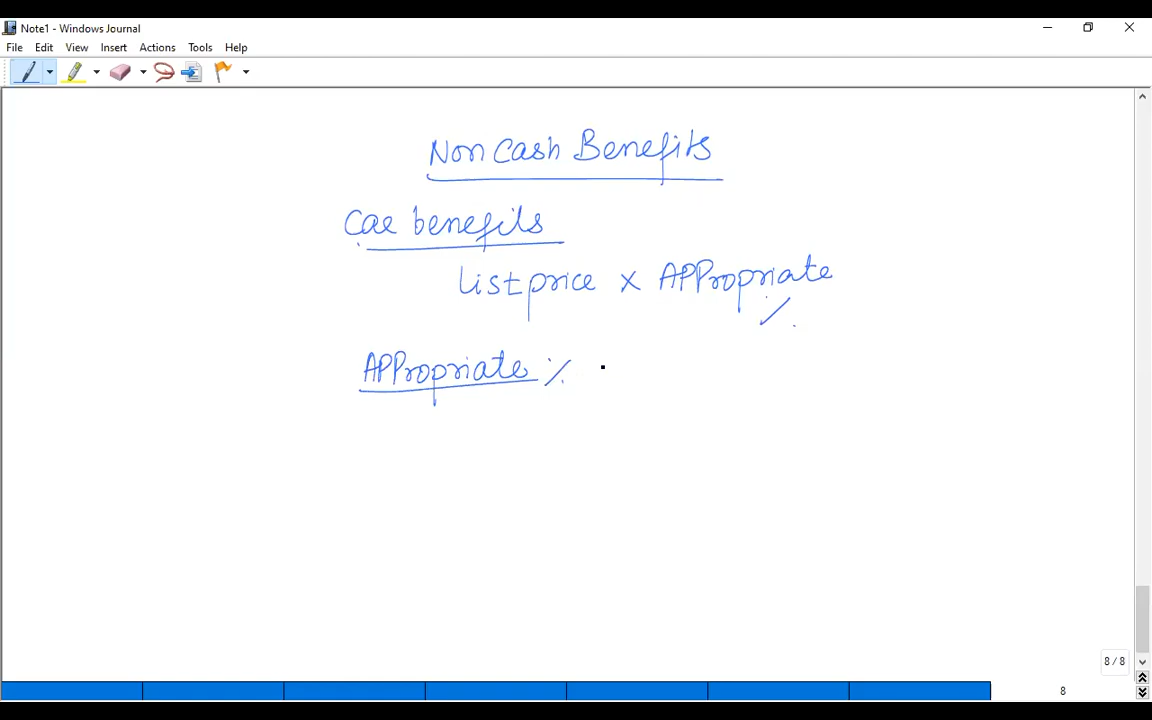 Note1 - Windows Journal
File Edit View Insert Actions Tools Help
Non Cash Benefits
Car benefits
List price x APPropriate
%
APPropriate %
8 / 8
8